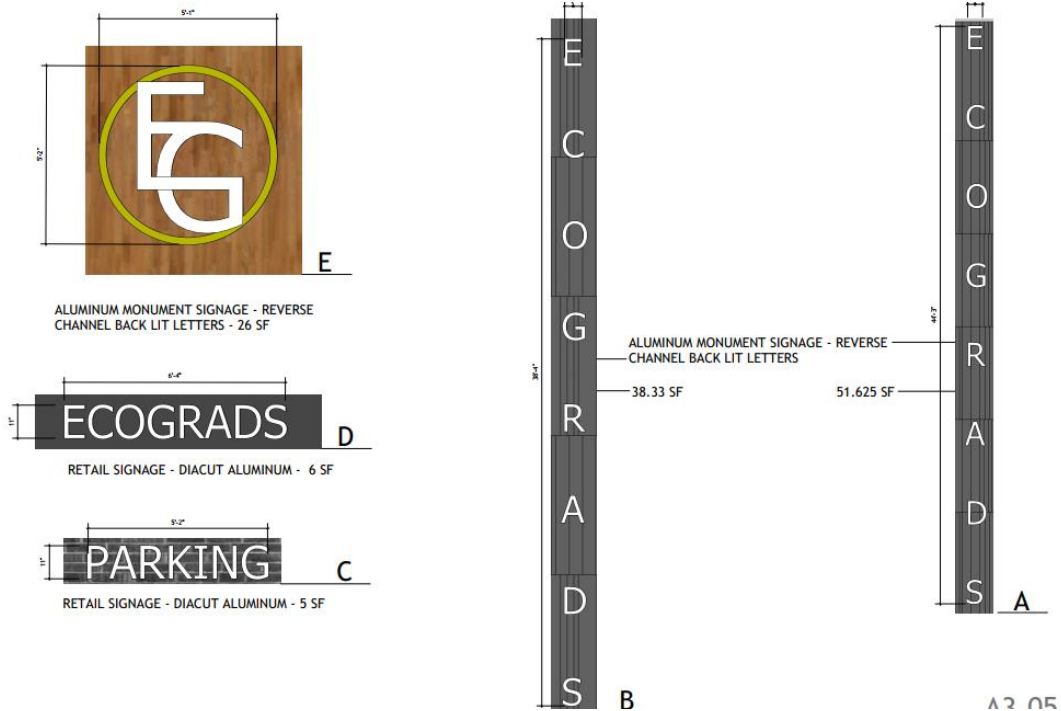 5'-1"
5'-2"
EG
E
ALUMINUM MONUMENT SIGNAGE - REVERSE
CHANNEL BACK LIT LETTERS - 26 SF
6'-4"
11"
ECOGRADS
D
RETAIL SIGNAGE - DIACUT ALUMINUM - 6 SF
5'-2"
11"
PARKING
C
RETAIL SIGNAGE - DIACUT ALUMINUM - 5 SF
38'-4"
E
C
O
G
R
A
D
S
B
ALUMINUM MONUMENT SIGNAGE - REVERSE
CHANNEL BACK LIT LETTERS
38.33 SF
51.625 SF
44'-3"
E
C
O
G
R
A
D
S
A
A3.05